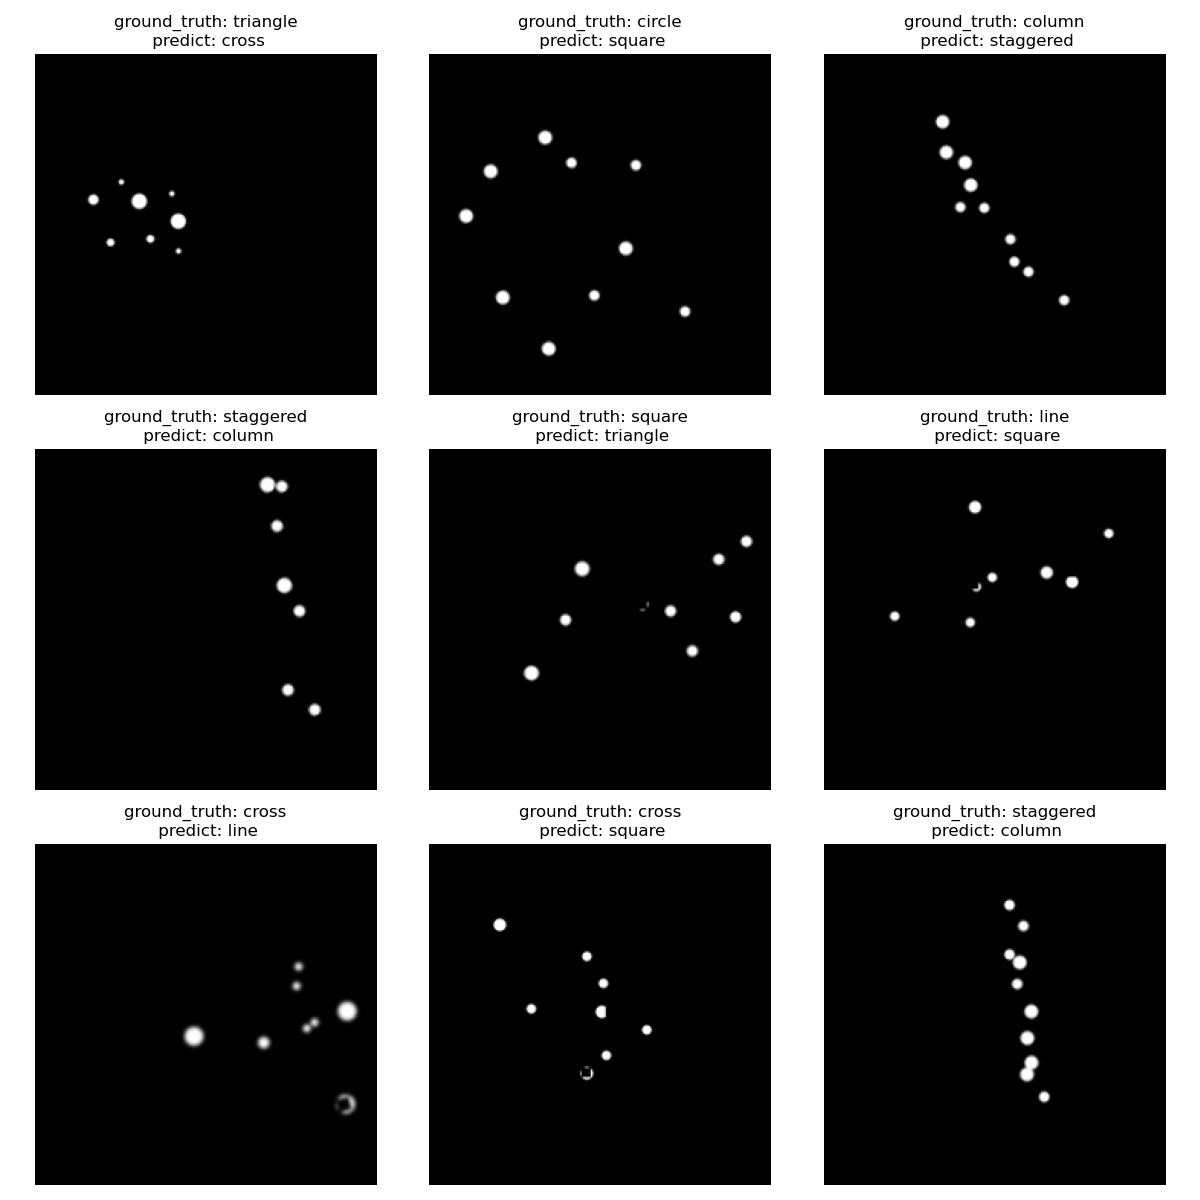 ground_truth: triangle
predict: cross
ground_truth: circle
predict: square
ground_truth: column
predict: staggered
ground_truth: staggered
predict: column
ground_truth: square
predict: triangle
ground_truth: line
predict: square
ground_truth: cross
predict: line
ground_truth: cross
predict: square
ground_truth: staggered
predict: column